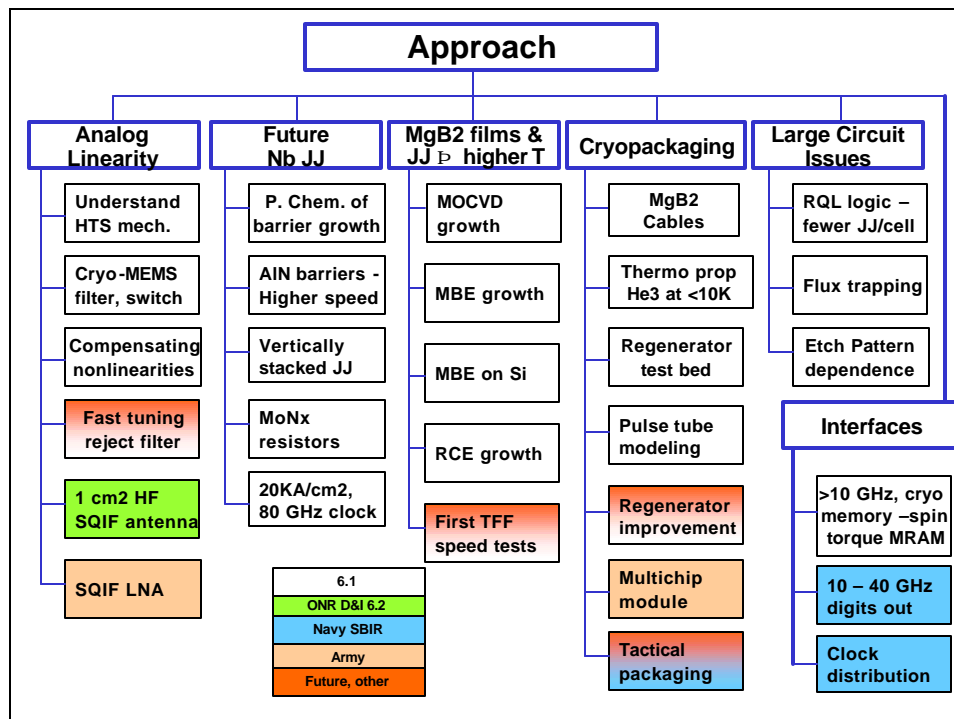 Approach
Analog
Linearity
Understand
HTS mech.
Cryo-MEMS
filter, switch
Compensating
nonlinearities
Fast tuning
reject filter
1 cm2 HF
SQIF antenna
SQIF LNA
Future
Nb JJ
P. Chem. of
barrier growth
AlN barriers -
Higher speed
Vertically
stacked JJ
MoNx
resistors
20KA/cm2,
80 GHz clock
MgB2 films &
JJ Þ higher T
MOCVD
growth
MBE growth
MBE on Si
RCE growth
First TFF
speed tests
Cryopackaging
MgB2
Cables
Thermo prop
He3 at <10K
Regenerator
test bed
Pulse tube
modeling
Regenerator
improvement
Multichip
module
Tactical
packaging
Large Circuit
Issues
RQL logic –
fewer JJ/cell
Flux trapping
Etch Pattern
dependence
Interfaces
>10 GHz, cryo
memory –spin
torque MRAM
10 – 40 GHz
digits out
Clock
distribution
6.1
ONR D&I 6.2
Navy SBIR
Army
Future, other